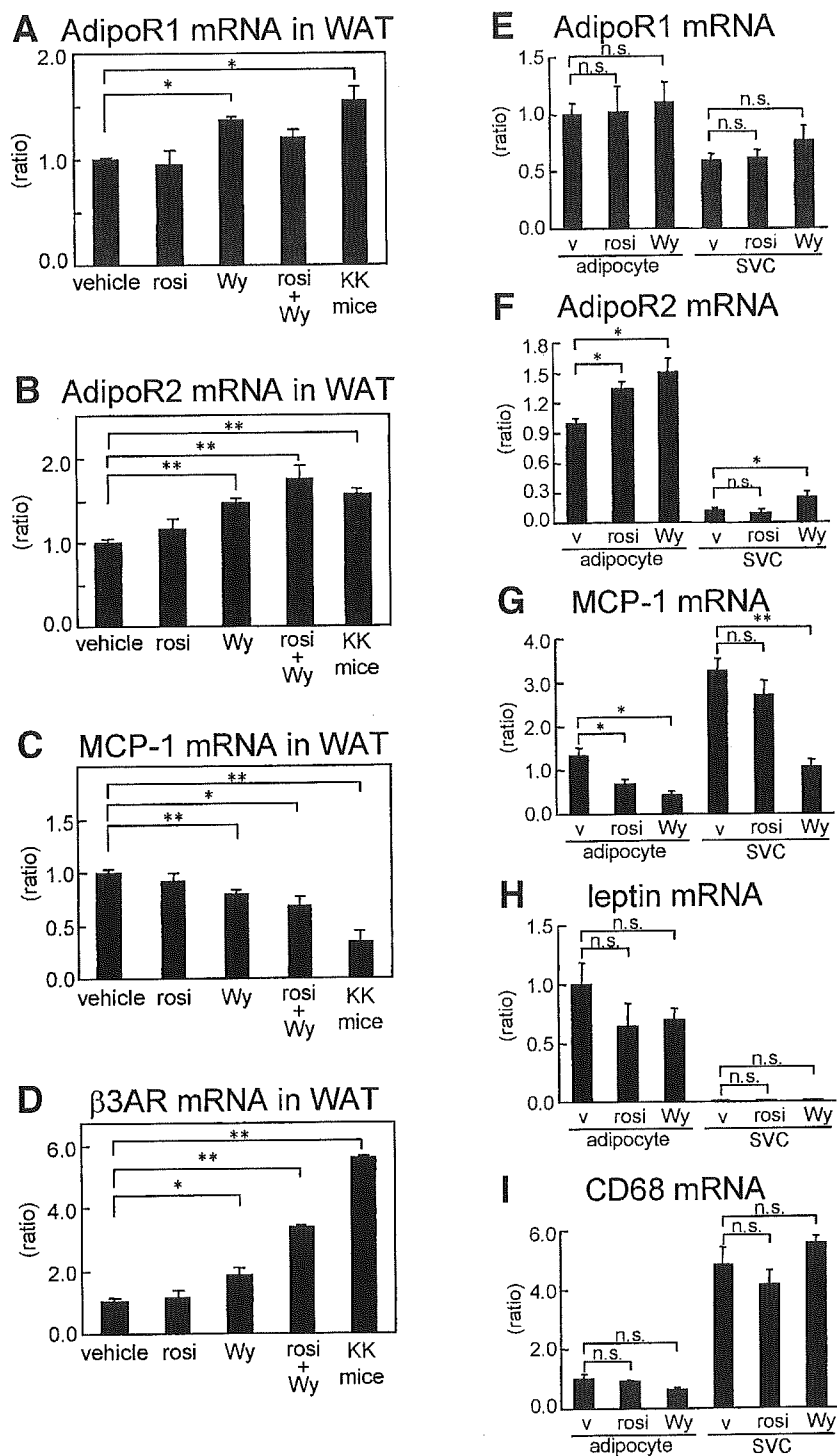 A AdipoR1 mRNA in WAT
2.0
*
*
1.0
(ratio)
0.0
vehicle rosi Wy rosi + Wy KK mice
B AdipoR2 mRNA in WAT
**
**
**
2.0
1.0
(ratio)
0.0
vehicle rosi Wy rosi + Wy KK mice
C MCP-1 mRNA in WAT
**
*
**
1.5
1.0
0.5
(ratio)
0.0
vehicle rosi Wy rosi + Wy KK mice
D β3AR mRNA in WAT
**
**
*
6.0
4.0
2.0
(ratio)
0.0
vehicle rosi Wy rosi + Wy KK mice
E AdipoR1 mRNA
1.5
n.s.
n.s.
n.s.
n.s.
1.0
0.5
(ratio)
0.0
v rosi Wy v rosi Wy
adipocyte SVC
F AdipoR2 mRNA
1.8
*
*
1.5
1.2
0.9
*
n.s.
0.3
(ratio)
0.0
v rosi Wy v rosi Wy
adipocyte SVC
G MCP-1 mRNA
4.0
**
n.s.
3.0
2.0
*
*
1.0
(ratio)
0.0
v rosi Wy v rosi Wy
adipocyte SVC
H leptin mRNA
1.5
n.s.
n.s.
1.0
0.5
n.s.
n.s.
(ratio)
0.0
v rosi Wy v rosi Wy
adipocyte SVC
I CD68 mRNA
6.0
n.s.
n.s.
4.0
2.0
n.s.
n.s.
(ratio)
0.0
v rosi Wy v rosi Wy
adipocyte SVC